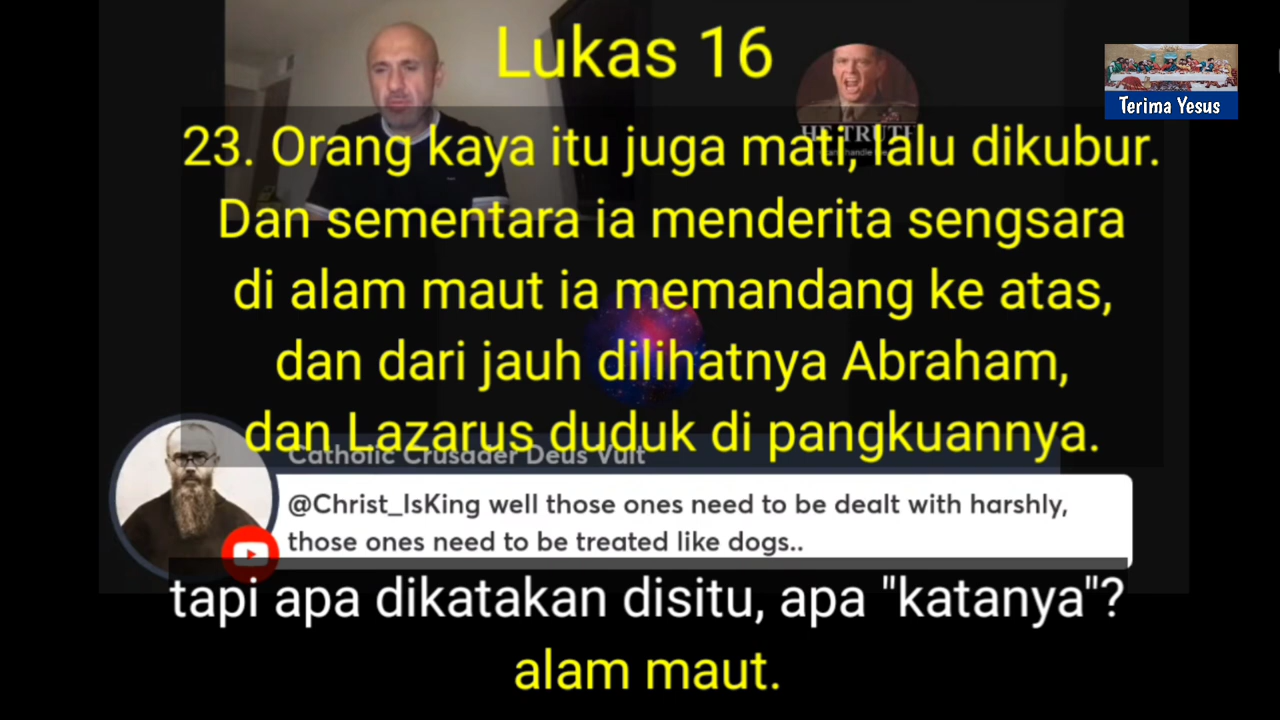 Lukas 16
Terima Yesus
HE TRUTH
23. Orang kaya itu juga mati, lalu dikubur.
Dan sementara ia menderita sengsara
di alam maut ia memandang ke atas,
dan dari jauh dilihatnya Abraham,
dan Lazarus duduk di pangkuannya.
Catholic Crusader Deus Vult
@Christ_IsKing well those ones need to be dealt with harshly,
those ones need to be treated like dogs..
tapi apa dikatakan disitu, apa "katanya"?
alam maut.